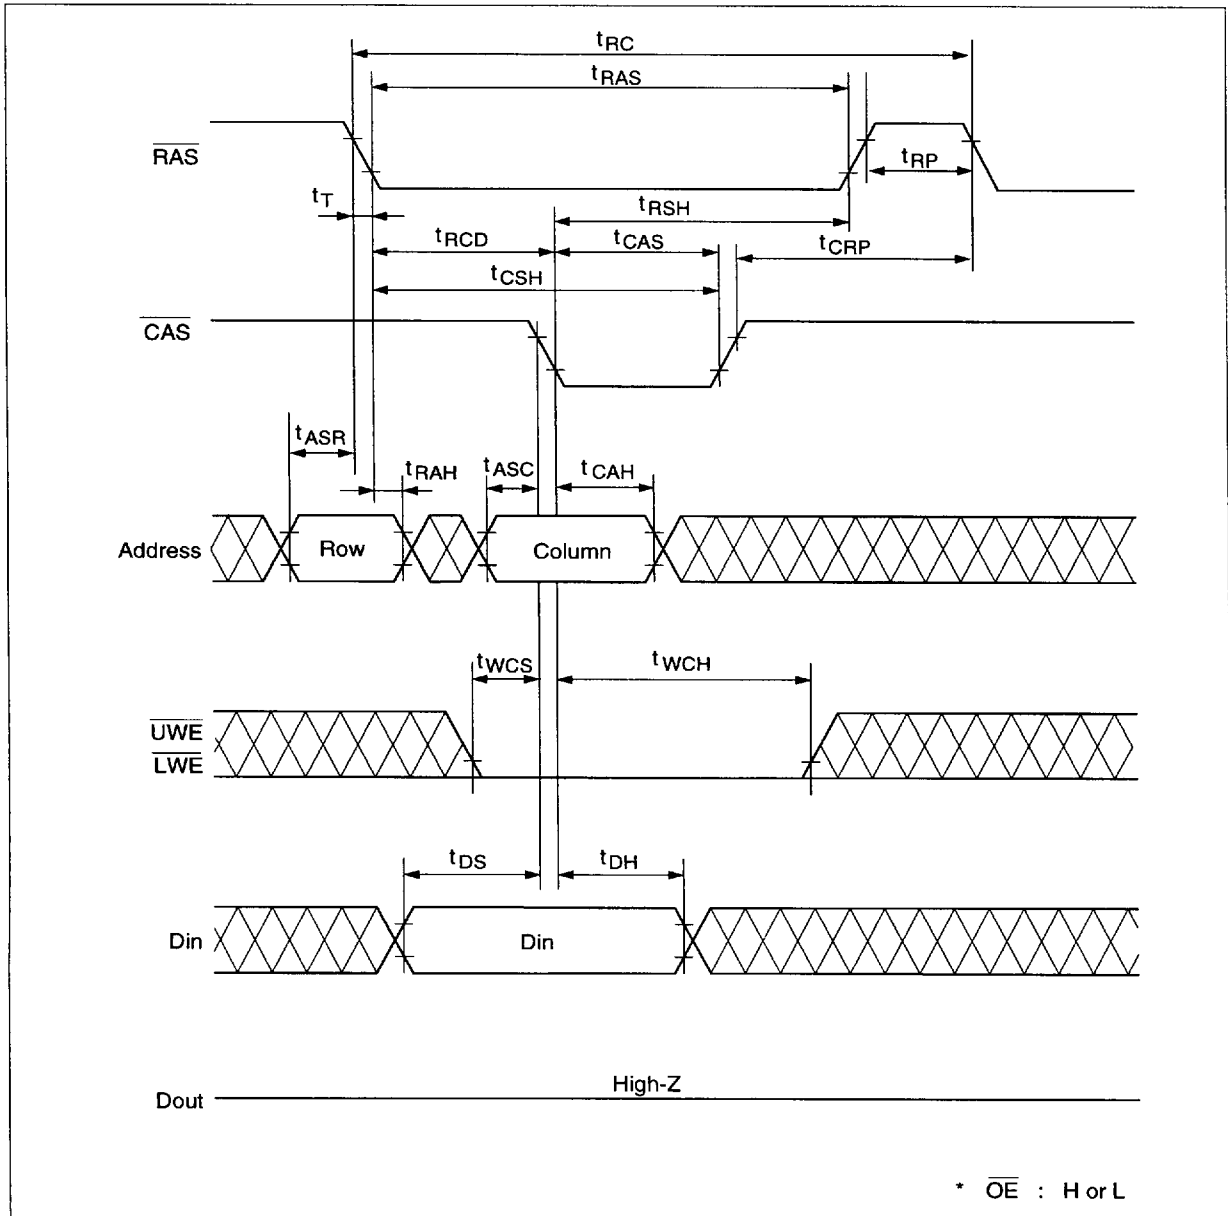 tRC
tRAS
RAS
tRP
tT
tRSH
tRCD
tCAS
tCRP
tCSH
CAS
tASR
tRAH
tASC
tCAH
Address
Row
Column
tWCS
tWCH
UWE
LWE
tDS
tDH
Din
Din
High-Z
Dout
* OE : H or L